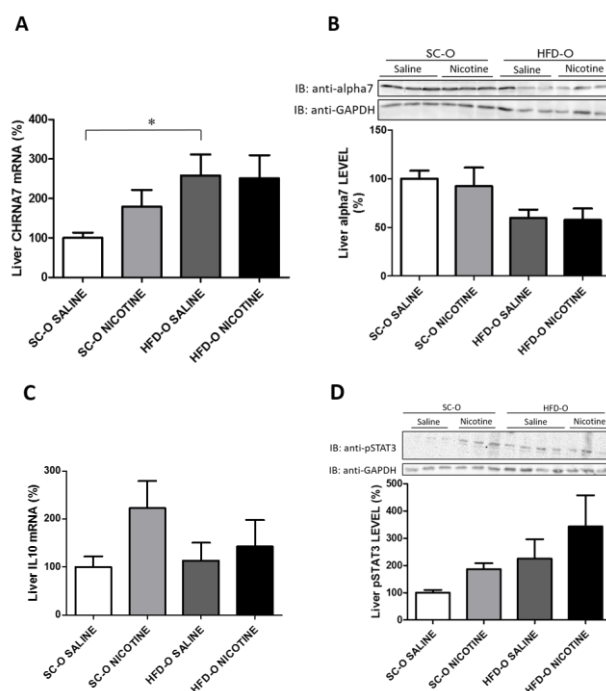 A
Liver CHRNA7 mRNA (%)
400
300
200
100
0
*
SC-O SALINE
SC-O NICOTINE
HFD-O SALINE
HFD-O NICOTINE
B
SC-O
HFD-O
Saline
Nicotine
Saline
Nicotine
IB: anti-alpha7
IB: anti-GAPDH
Liver alpha7 LEVEL
(%)
150
100
50
0
SC-O SALINE
SC-O NICOTINE
HFD-O SALINE
HFD-O NICOTINE
C
Liver IL10 mRNA (%)
300
200
100
0
SC-O SALINE
SC-O NICOTINE
HFD-O SALINE
HFD-O NICOTINE
D
SC-O
HFD-O
Saline
Nicotine
Saline
Nicotine
IB: anti-pSTAT3
IB: anti-GAPDH
Liver pSTAT3 LEVEL (%)
500
400
300
200
100
0
SC-O SALINE
SC-O NICOTINE
HFD-O SALINE
HFD-O NICOTINE